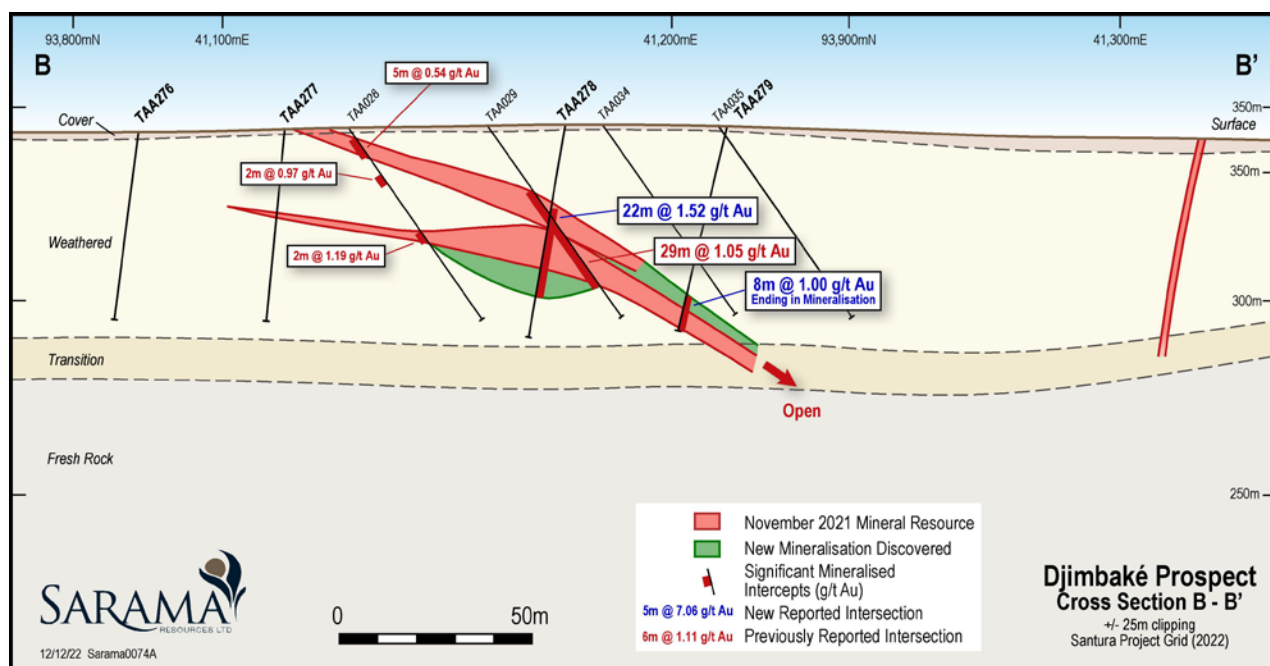 93,800mN
41,100mE
41,200mE
93,900mN
41,300mE
B
B'
TAA276
TAA277
TAA028
TAA029
TAA278
TAA034
TAA035
TAA279
5m @ 0.54 g/t Au
350m
Cover
Surface
350m
2m @ 0.97 g/t Au
22m @ 1.52 g/t Au
Weathered
29m @ 1.05 g/t Au
2m @ 1.19 g/t Au
8m @ 1.00 g/t Au
Ending in Mineralisation
300m
Transition
Open
Fresh Rock
250m
November 2021 Mineral Resource
New Mineralisation Discovered
Significant Mineralised
Intercepts (g/t Au)
5m @ 7.06 g/t Au New Reported Intersection
6m @ 1.11 g/t Au Previously Reported Intersection
Djimbaké Prospect
Cross Section B - B'
+/- 25m clipping
Santura Project Grid (2022)
SARAMA
RESOURCES LTD
0 50m
12/12/22 Sarama0074A